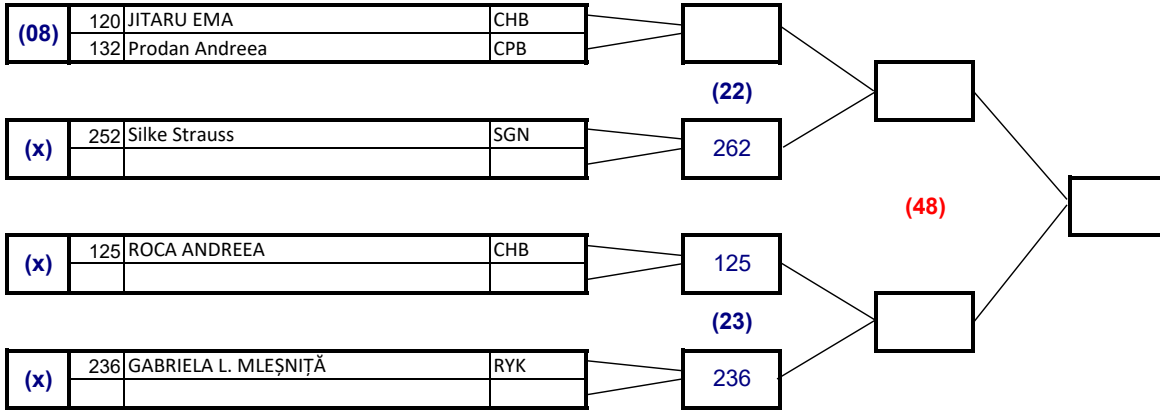 (08) 120 JITARU EMA CHB
132 Prodan Andreea CPB
(22)
(x) 252 Silke Strauss SGN 262
(48)
(x) 125 ROCA ANDREEA CHB 125
(23)
(x) 236 GABRIELA L. MLEȘNIȚĂ RYK 236